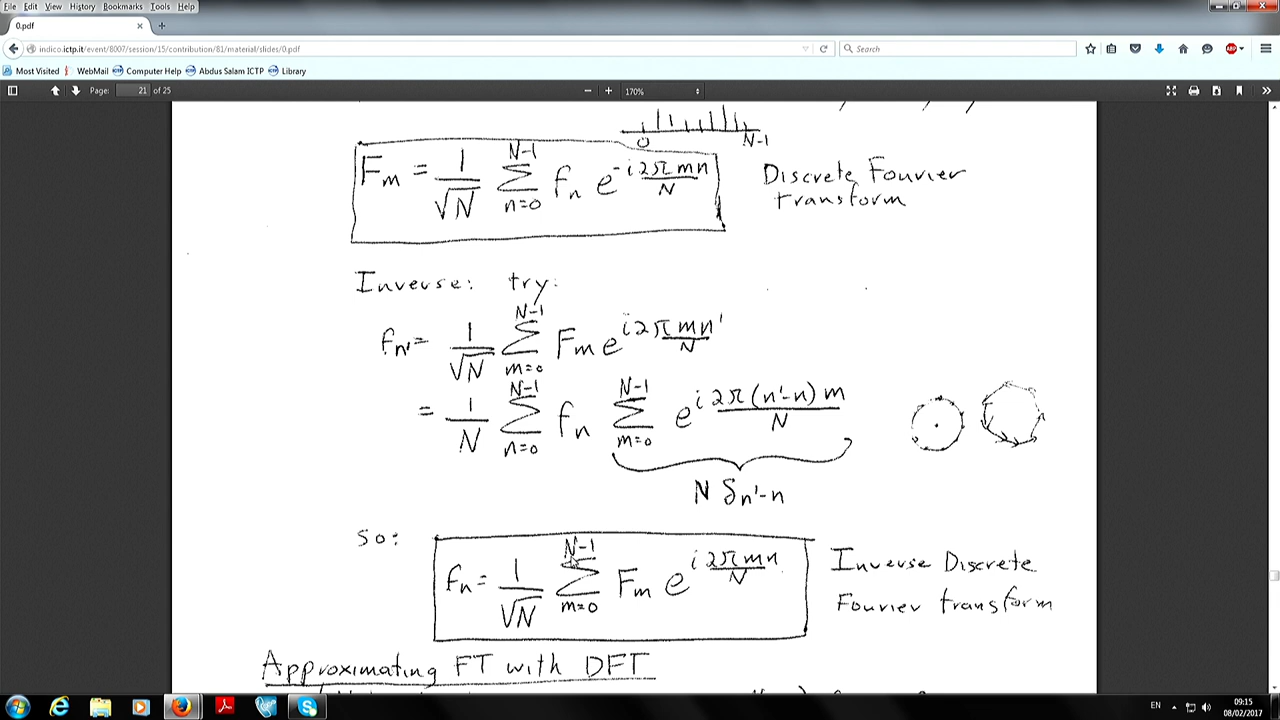 File Edit View History Bookmarks Tools Help
0.pdf
indico.ictp.it/event/8007/session/15/contribution/81/material/slides/0.pdf
Search
ABP
Most Visited WebMail Computer Help Abdus Salam ICTP Library
Page: 21 of 25
170%
0 N-1
F_m = 1/√N Σ_{n=0}^{N-1} f_n e^{-i2πmn/N}
Discrete Fourier
transform
Inverse: try:
f_{n'} = 1/√N Σ_{m=0}^{N-1} F_m e^{i2πmn'/N}
= 1/N Σ_{n=0}^{N-1} f_n Σ_{m=0}^{N-1} e^{i2π(n'-n)m/N}
N δ_{n'-n}
so:
f_n = 1/√N Σ_{m=0}^{N-1} F_m e^{i2πmn/N}
Inverse Discrete
Fourier transform
Approximating FT with DFT
EN
09:15
08/02/2017